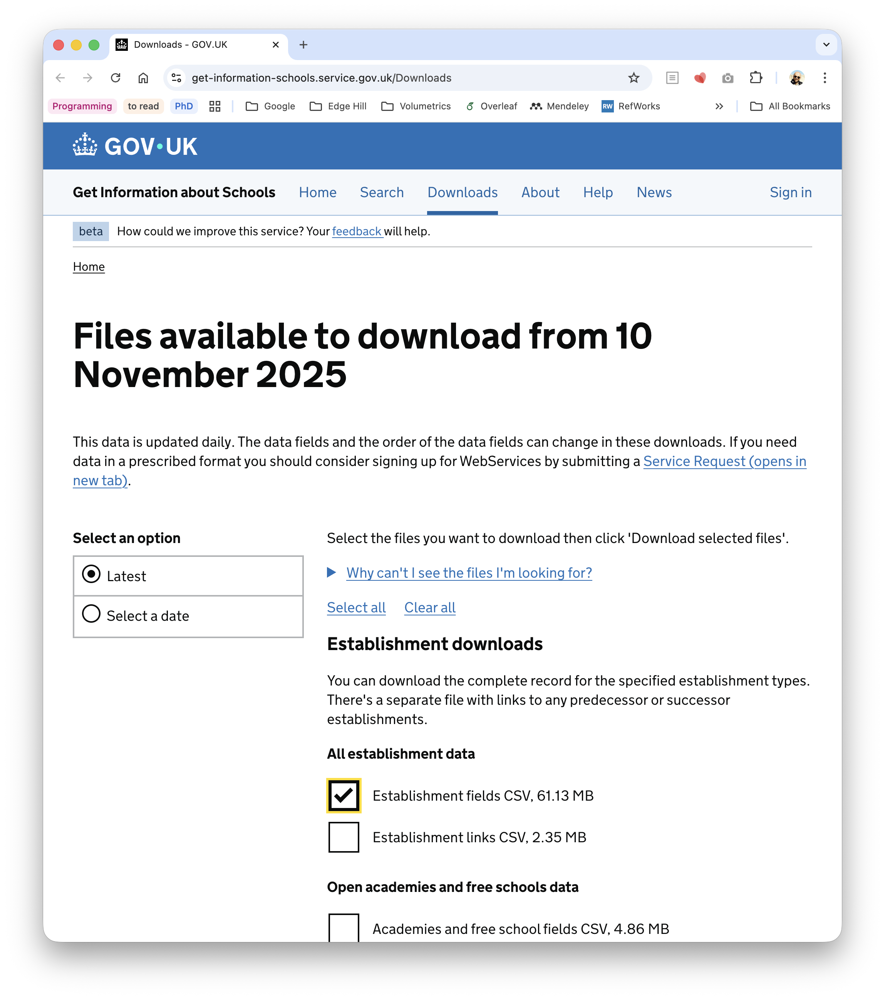 Downloads - GOV.UK
get-information-schools.service.gov.uk/Downloads
Programming to read PhD Google Edge Hill Volumetrics Overleaf Mendeley RW RefWorks All Bookmarks
GOV·UK
Get Information about Schools Home Search Downloads About Help News Sign in
beta How could we improve this service? Your feedback will help.
Home
Files available to download from 10
November 2025
This data is updated daily. The data fields and the order of the data fields can change in these downloads. If you need
data in a prescribed format you should consider signing up for WebServices by submitting a Service Request (opens in
new tab).
Select an option
Latest
Select a date
Select the files you want to download then click 'Download selected files'.
Why can't I see the files I'm looking for?
Select all Clear all
Establishment downloads
You can download the complete record for the specified establishment types.
There's a separate file with links to any predecessor or successor
establishments.
All establishment data
Establishment fields CSV, 61.13 MB
Establishment links CSV, 2.35 MB
Open academies and free schools data
Academies and free school fields CSV, 4.86 MB